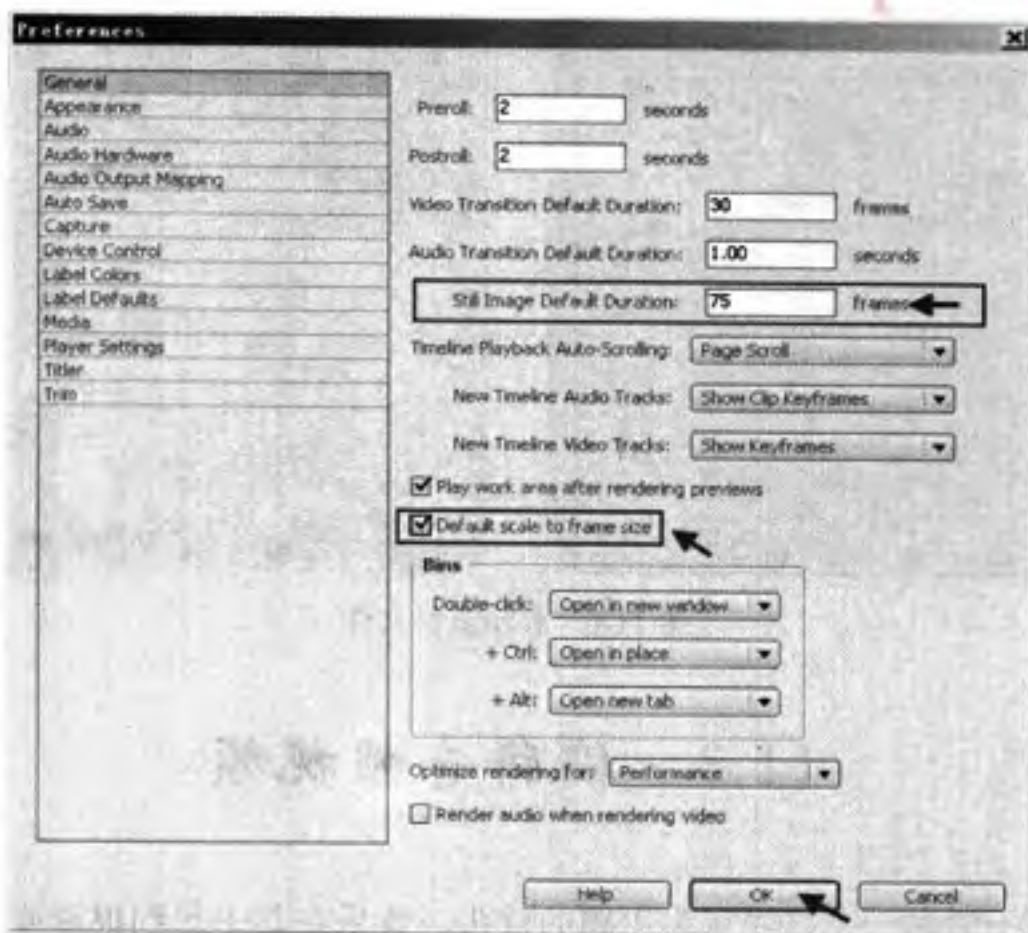 Preferences
General
Appearance
Audio
Audio Hardware
Audio Output Mapping
Auto Save
Capture
Device Control
Label Colors
Label Defaults
Media
Player Settings
Titler
Trim
Preroll: 2 seconds
Postroll: 2 seconds
Video Transition Default Duration: 30 frames
Audio Transition Default Duration: 1.00 seconds
Still Image Default Duration: 75 frames
Timeline Playback Auto-Scrolling: Page Scroll
New Timeline Audio Tracks: Show Clip Keyframes
New Timeline Video Tracks: Show Keyframes
Play work area after rendering previews
Default scale to frame size
Bins
Double-click: Open in new window
+ Ctrl: Open in place
+ Alt: Open new tab
Optimize rendering for: Performance
Render audio when rendering video
Help
OK
Cancel